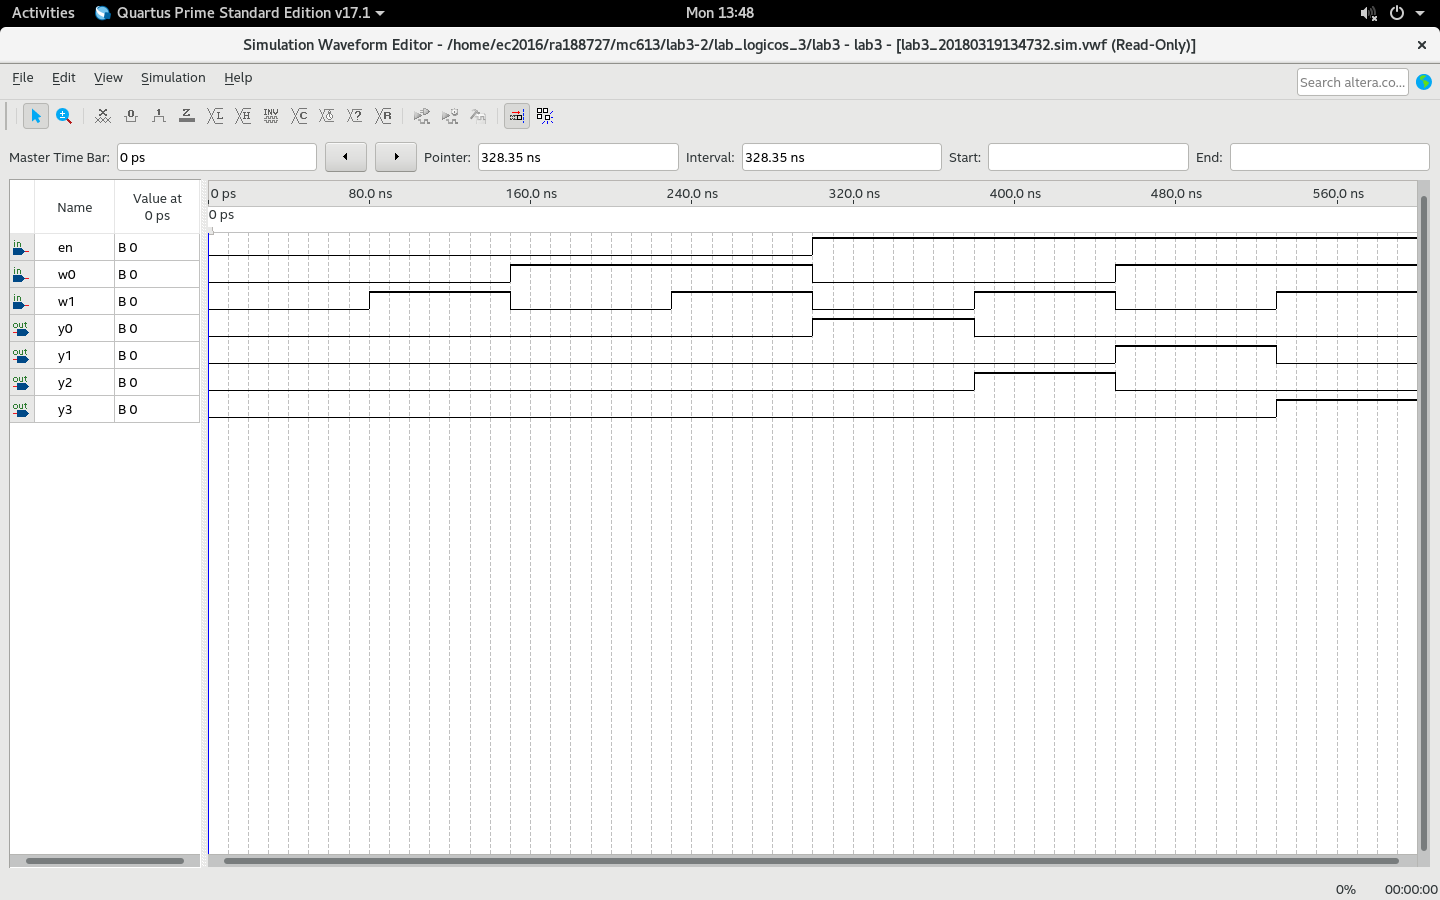 Activities Quartus Prime Standard Edition v17.1 Mon 13:48
Simulation Waveform Editor - /home/ec2016/ra188727/mc613/lab3-2/lab_logicos_3/lab3 - lab3 - [lab3_20180319134732.sim.vwf (Read-Only)]
File Edit View Simulation Help Search altera.co...
Master Time Bar: 0 ps Pointer: 328.35 ns Interval: 328.35 ns Start: End:
Name Value at 0 ps 0 ps 80.0 ns 160.0 ns 240.0 ns 320.0 ns 400.0 ns 480.0 ns 560.0 ns
0 ps
in en B 0
in w0 B 0
in w1 B 0
out y0 B 0
out y1 B 0
out y2 B 0
out y3 B 0
0% 00:00:00